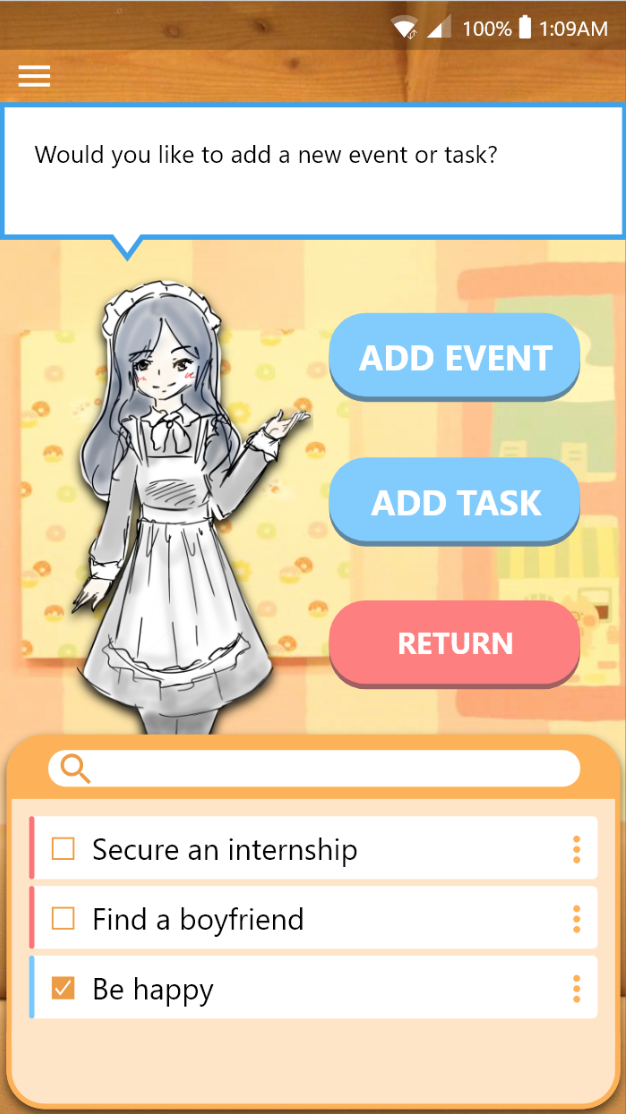 100% 1:09AM
Would you like to add a new event or task?
ADD EVENT
ADD TASK
RETURN
Secure an internship
Find a boyfriend
Be happy